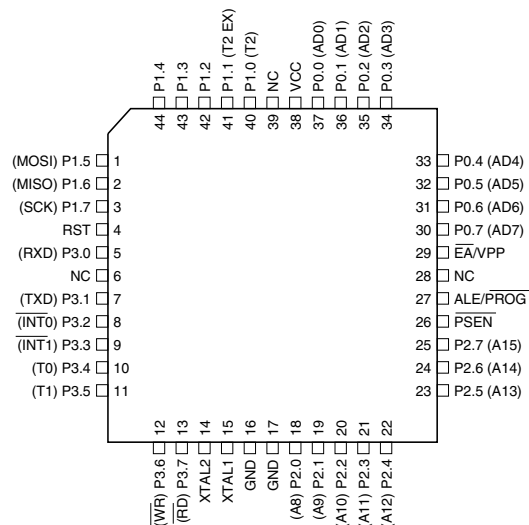 P1.4
P1.3
P1.2
P1.1 (T2 EX)
P1.0 (T2)
NC
VCC
P0.0 (AD0)
P0.1 (AD1)
P0.2 (AD2)
P0.3 (AD3)
44
43
42
41
40
39
38
37
36
35
34
(MOSI) P1.5 1
(MISO) P1.6 2
(SCK) P1.7 3
RST 4
(RXD) P3.0 5
NC 6
(TXD) P3.1 7
(INT0) P3.2 8
(INT1) P3.3 9
(T0) P3.4 10
(T1) P3.5 11
33 P0.4 (AD4)
32 P0.5 (AD5)
31 P0.6 (AD6)
30 P0.7 (AD7)
29 EA/VPP
28 NC
27 ALE/PROG
26 PSEN
25 P2.7 (A15)
24 P2.6 (A14)
23 P2.5 (A13)
12
13
14
15
16
17
18
19
20
21
22
(WR) P3.6
(RD) P3.7
XTAL2
XTAL1
GND
GND
(A8) P2.0
(A9) P2.1
(A10) P2.2
(A11) P2.3
(A12) P2.4